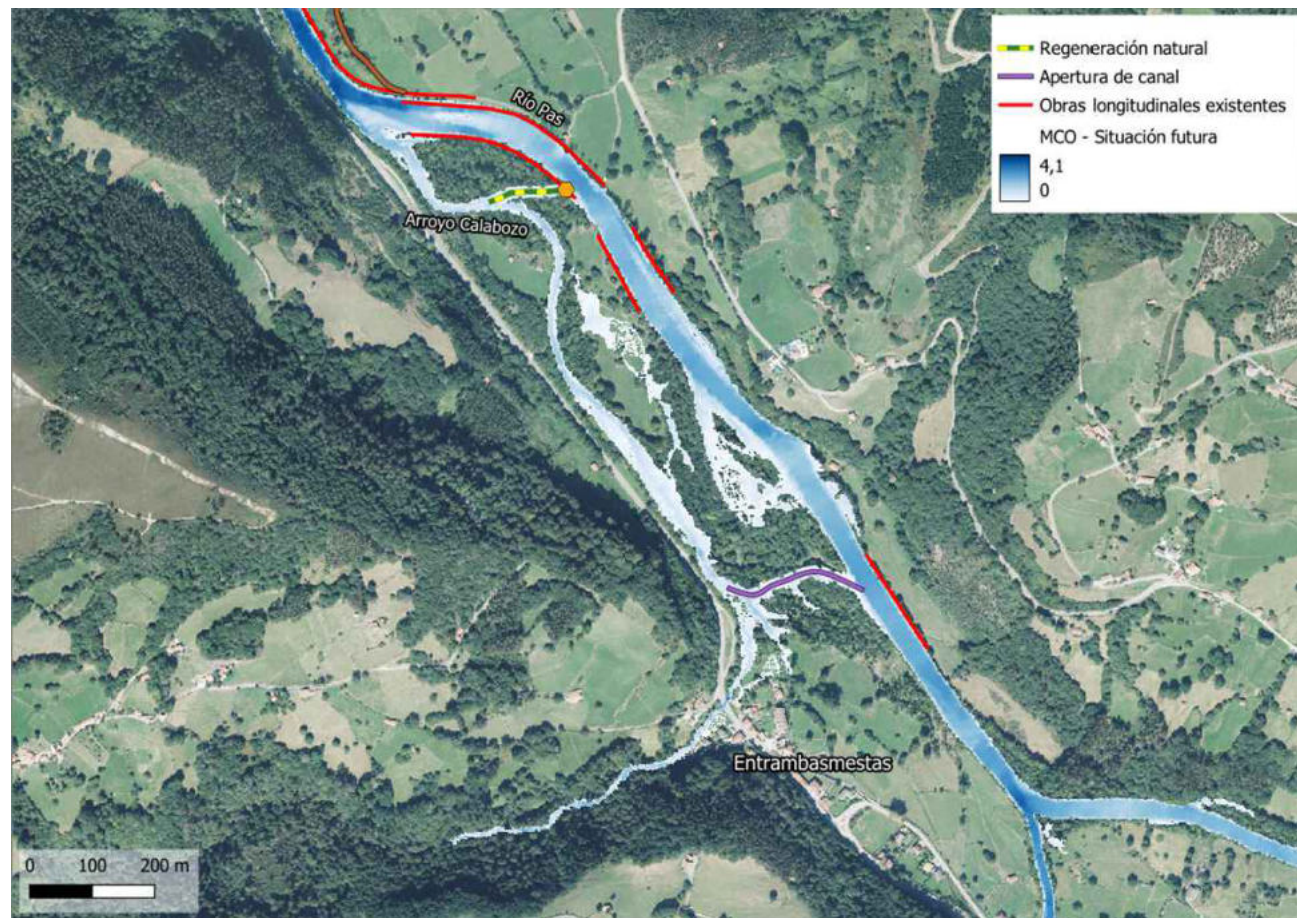 Regeneración natural
Apertura de canal
Obras longitudinales existentes
MCO - Situación futura
4,1
0
Río Pas
Arroyo Calabozo
Entrambasmestas
0 100 200 m